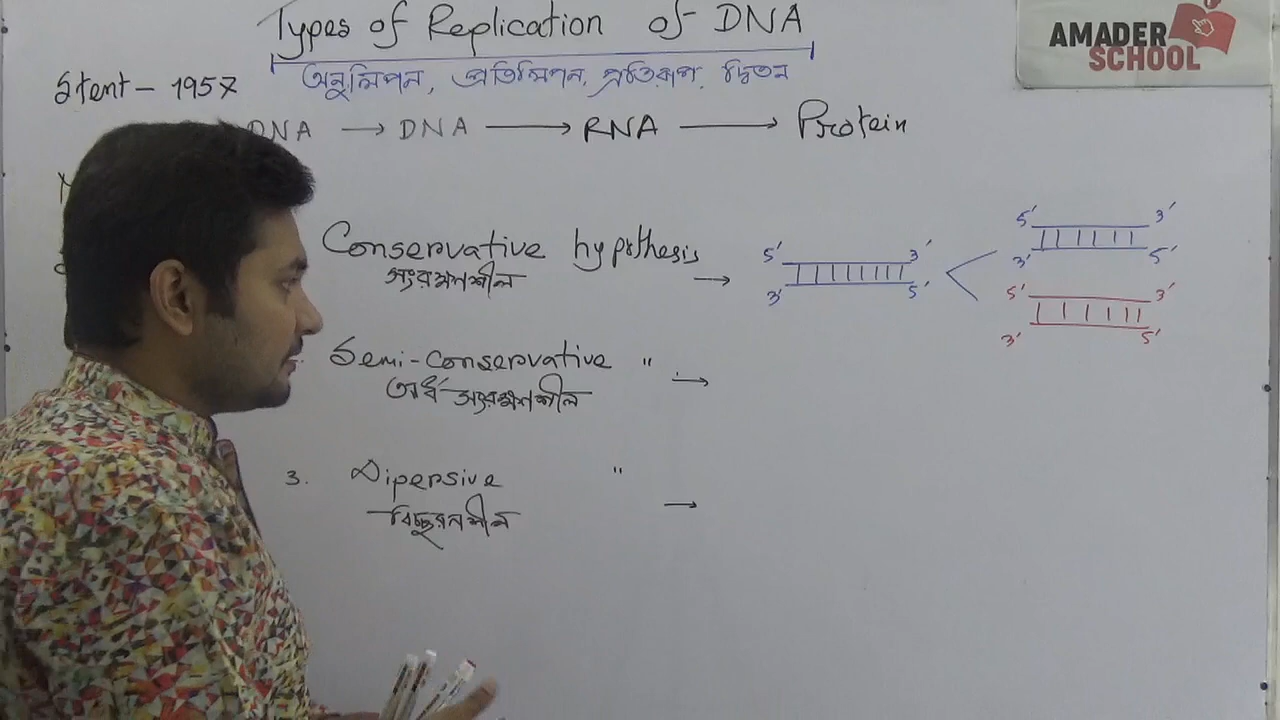 Types of Replication of DNA
AMADER
SCHOOL
অনুলিপন, প্রতিলিপন, প্রতিরূপ, দ্বিতন
Stent - 1957
DNA → DNA → RNA → Protein
Conservative hypothesis →
সংরক্ষণশীল
5' 3'
3' 5'
5' 3'
3' 5'
5' 3'
3' 5'
Semi-Conservative " →
অর্ধ-সংরক্ষণশীল
3. Dipersive " →
বিচ্ছুরনশীল